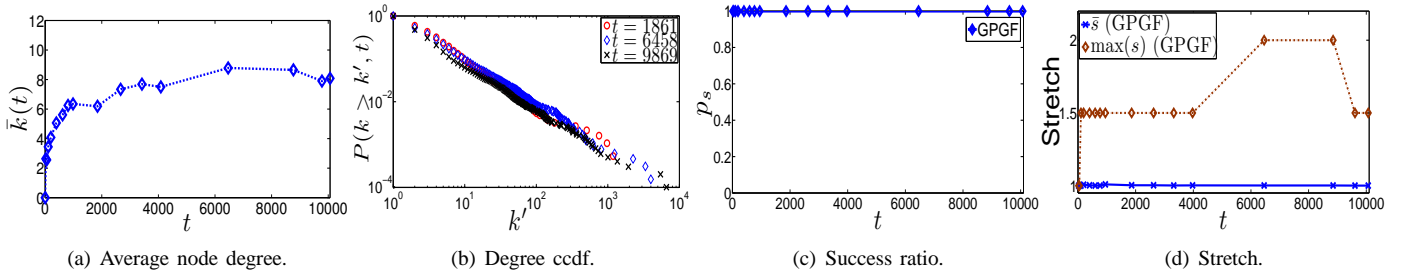 12
10
8
6
4
2
0
0 2000 4000 6000 8000 10000
k̄(t)
t
(a) Average node degree.
10^0
10^-2
10^-4
10^0 10^1 10^2 10^3 10^4
P(k > k′, t)
k′
t = 1861
t = 6458
t = 9869
(b) Degree ccdf.
1
0.8
0.6
0.4
0.2
0
0 2000 4000 6000 8000 10000
p_s
t
GPGF
(c) Success ratio.
2
1.5
1
0 2000 4000 6000 8000 10000
Stretch
t
s̄ (GPGF)
max(s) (GPGF)
(d) Stretch.